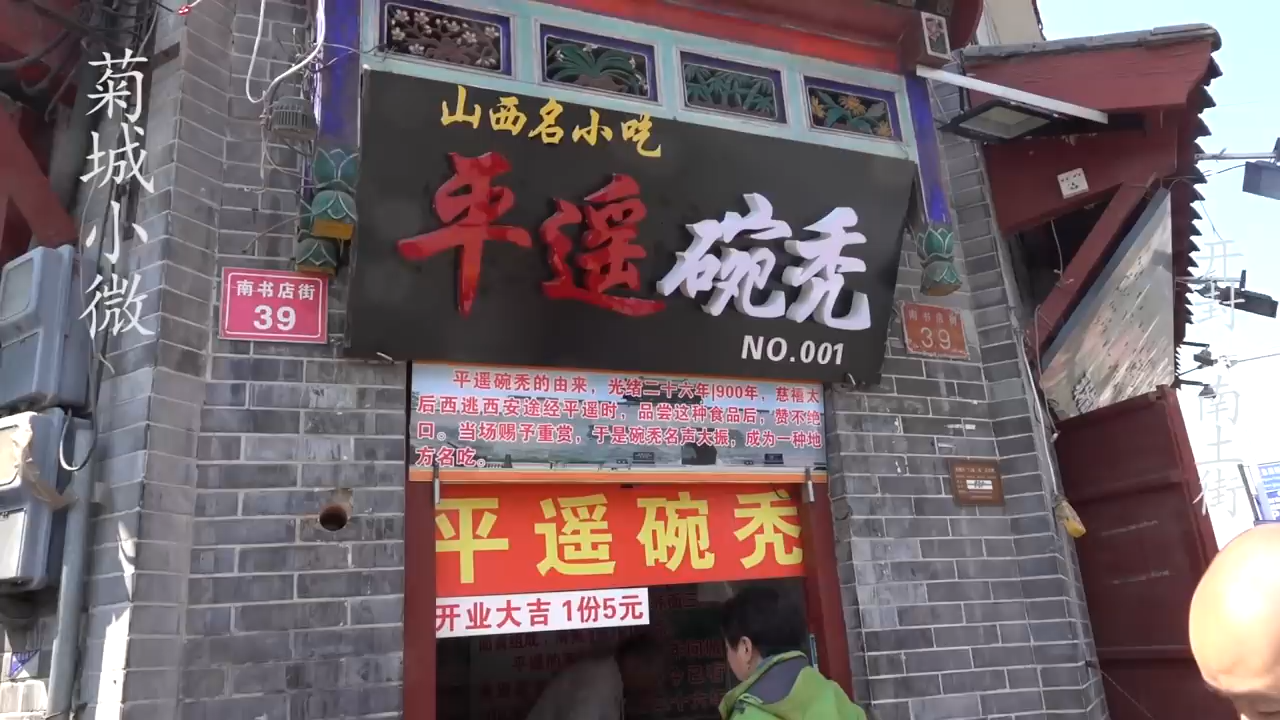 菊城小微
山西名小吃
平遥碗秃
NO.001
南书店街
39
南书店街
39
平遥碗秃的由来，光绪二十六年1900年，慈禧太
后西逃西安途经平遥时，品尝这种食品后，赞不绝
口。当场赐予重赏，于是碗秃名声大振，成为一种地
方名吃。
平遥碗秃
开业大吉 1份5元
开封
南土街